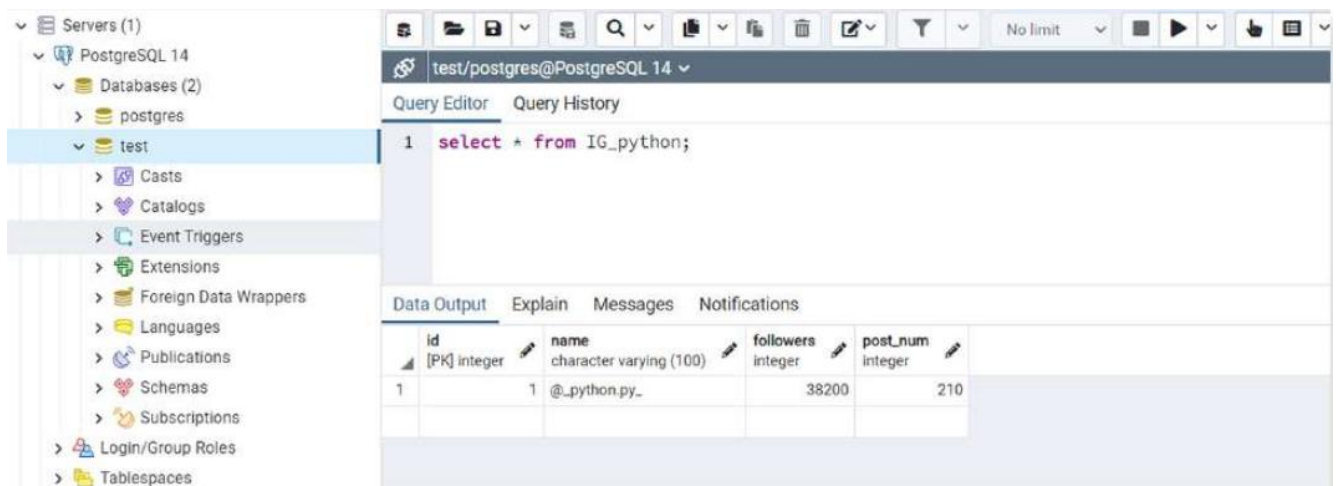 Servers (1)
PostgreSQL 14
Databases (2)
postgres
test
Casts
Catalogs
Event Triggers
Extensions
Foreign Data Wrappers
Languages
Publications
Schemas
Subscriptions
Login/Group Roles
Tablespaces
No limit
test/postgres@PostgreSQL 14
Query Editor Query History
1 select * from IG_python;
Data Output Explain Messages Notifications
id name followers post_num
[PK] integer character varying (100) integer integer
1 1 @_python.py_ 38200 210